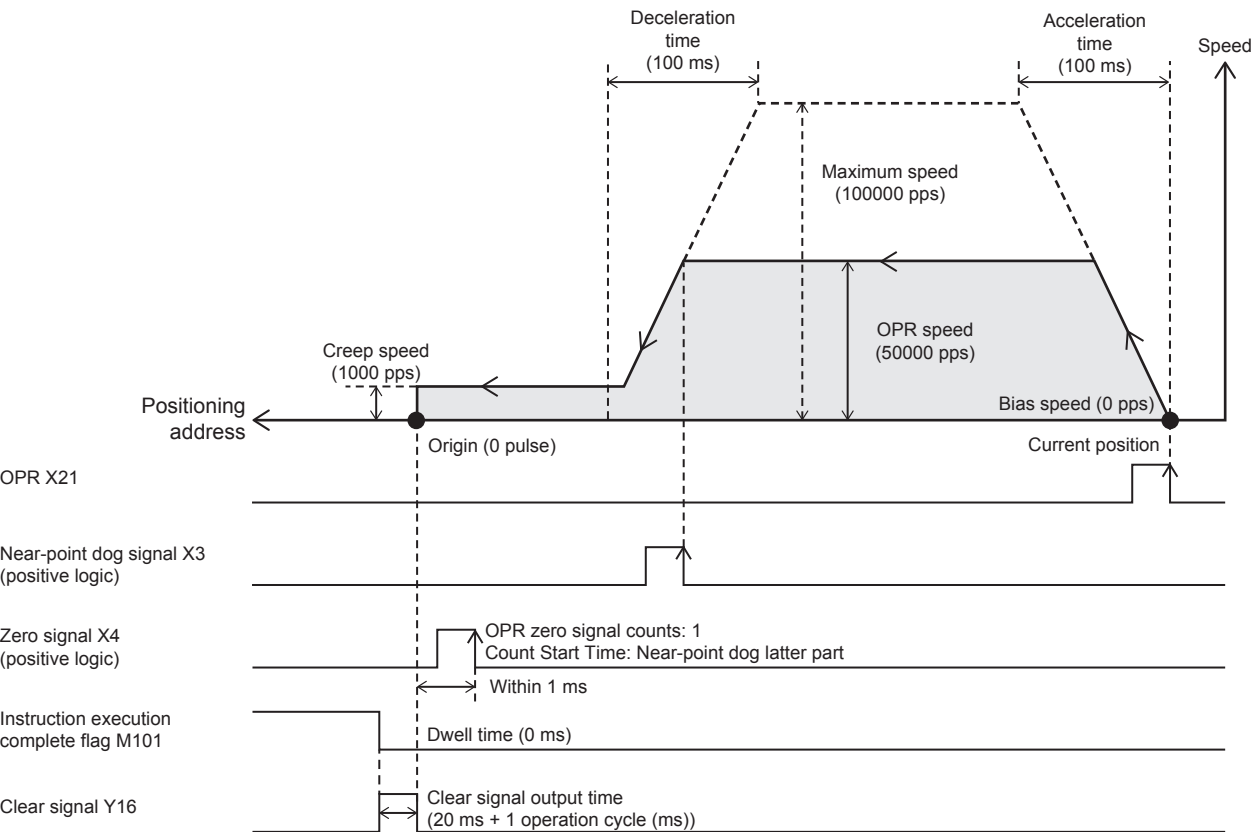 Deceleration
time
(100 ms)
Acceleration
time
(100 ms)
Speed
Maximum speed
(100000 pps)
OPR speed
(50000 pps)
Creep speed
(1000 pps)
Bias speed (0 pps)
Positioning
address
Origin (0 pulse)
Current position
OPR X21
Near-point dog signal X3
(positive logic)
Zero signal X4
(positive logic)
OPR zero signal counts: 1
Count Start Time: Near-point dog latter part
Within 1 ms
Instruction execution
complete flag M101
Dwell time (0 ms)
Clear signal Y16
Clear signal output time
(20 ms + 1 operation cycle (ms))